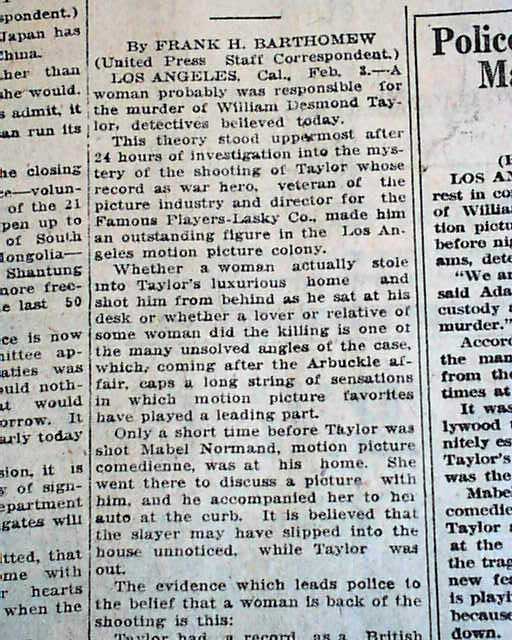 spondent.)
Japan has
China.
ther than
she would.
s admit, it
an run its
he closing
ce—volun-
of the 21
pen up to
of South
Mongolia—
Shantung
more free-
e last 50
ce is now
mittee ap-
aties was
ould noth-
at would
orrow. It
arly today
sion, it is
y of sign-
epartment
gates will
itted, that
me with
r hearts
when the
By FRANK H. BARTHOMEW
(United Press Staff Correspondent.)
LOS ANGELES, Cal., Feb. 3.—A
woman probably was responsible for
the murder of William Desmond Tay-
lor, detectives believed today.
This theory stood uppermost after
24 hours of investigation into the mys-
tery of the shooting of Taylor whose
record as war hero, veteran of the
picture industry and director for the
Famous Players-Lasky Co., made him
an outstanding figure in the Los An-
geles motion picture colony.
Whether a woman actually stole
into Taylor's luxurious home and
shot him from behind as he sat at his
desk or whether a lover or relative of
some woman did the killing is one of
the many unsolved angles of the case,
which, coming after the Arbuckle af-
fair, caps a long string of sensations
in which motion picture favorites
have played a leading part.
Only a short time before Taylor was
shot Mabel Normand, motion picture
comedienne, was at his home. She
went there to discuss a picture with
him, and he accompanied her to her
auto at the curb. It is believed that
the slayer may have slipped into the
house unnoticed, while Taylor was
out.
The evidence which leads police to
the belief that a woman is back of the
shooting is this:
Taylor had a record as a British
Police
Ma
(B
LOS AN
rest in co
of Willia
tion pictu
before nig
ams, dete
"We ar
said Ada
custody a
murder."
Accord
the man
from the
times at
It was
lywood t
nitely es
Taylor's
was the
Mabel
comedie
Taylor a
at the
the trag
new fea
is playi
because
down.